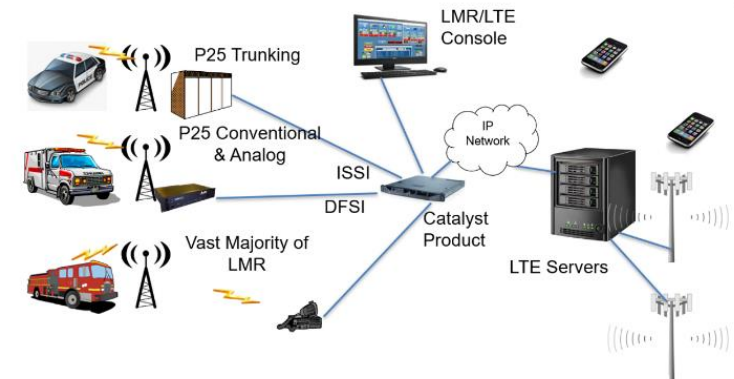 LMR/LTE
Console
P25 Trunking
P25 Conventional
& Analog
IP
Network
ISSI
DFSI
Catalyst
Product
Vast Majority of
LMR
LTE Servers
POLICE